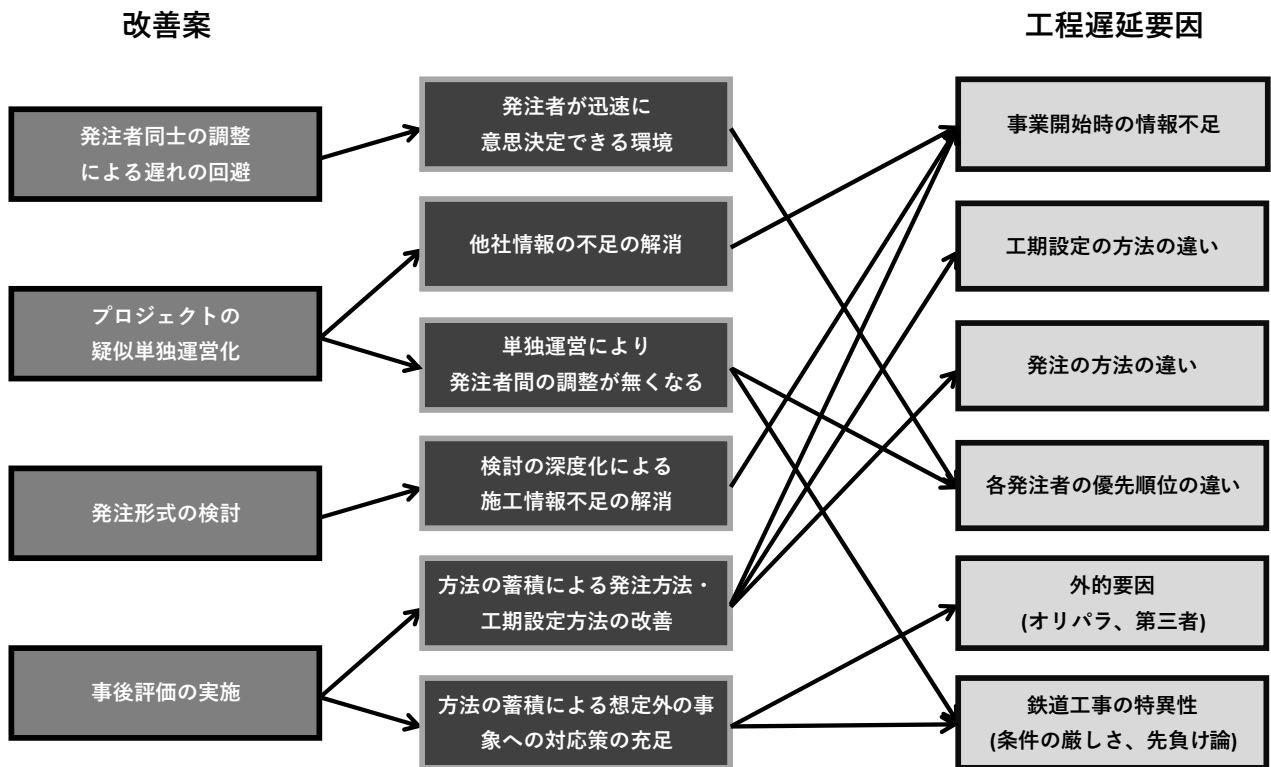 改善案
工程遅延要因
発注者同士の調整
による遅れの回避
プロジェクトの
疑似単独運営化
発注形式の検討
事後評価の実施
発注者が迅速に
意思決定できる環境
他社情報の不足の解消
単独運営により
発注者間の調整が無くなる
検討の深度化による
施工情報不足の解消
方法の蓄積による発注方法・
工期設定方法の改善
方法の蓄積による想定外の事
象への対応策の充足
事業開始時の情報不足
工期設定の方法の違い
発注の方法の違い
各発注者の優先順位の違い
外的要因
(オリパラ、第三者)
鉄道工事の特異性
(条件の厳しさ、先負け論)